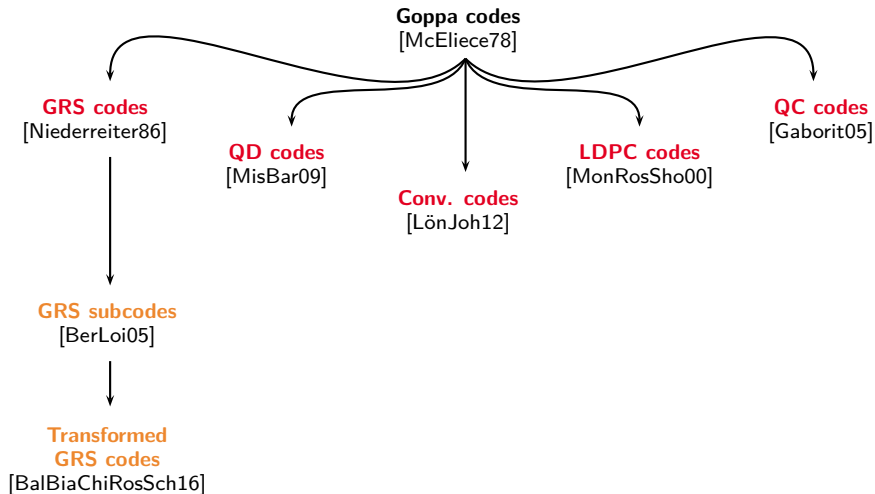 Goppa codes
[McEliece78]
GRS codes
[Niederreiter86]
QD codes
[MisBar09]
Conv. codes
[LönJoh12]
LDPC codes
[MonRosSho00]
QC codes
[Gaborit05]
GRS subcodes
[BerLoi05]
Transformed
GRS codes
[BalBiaChiRosSch16]